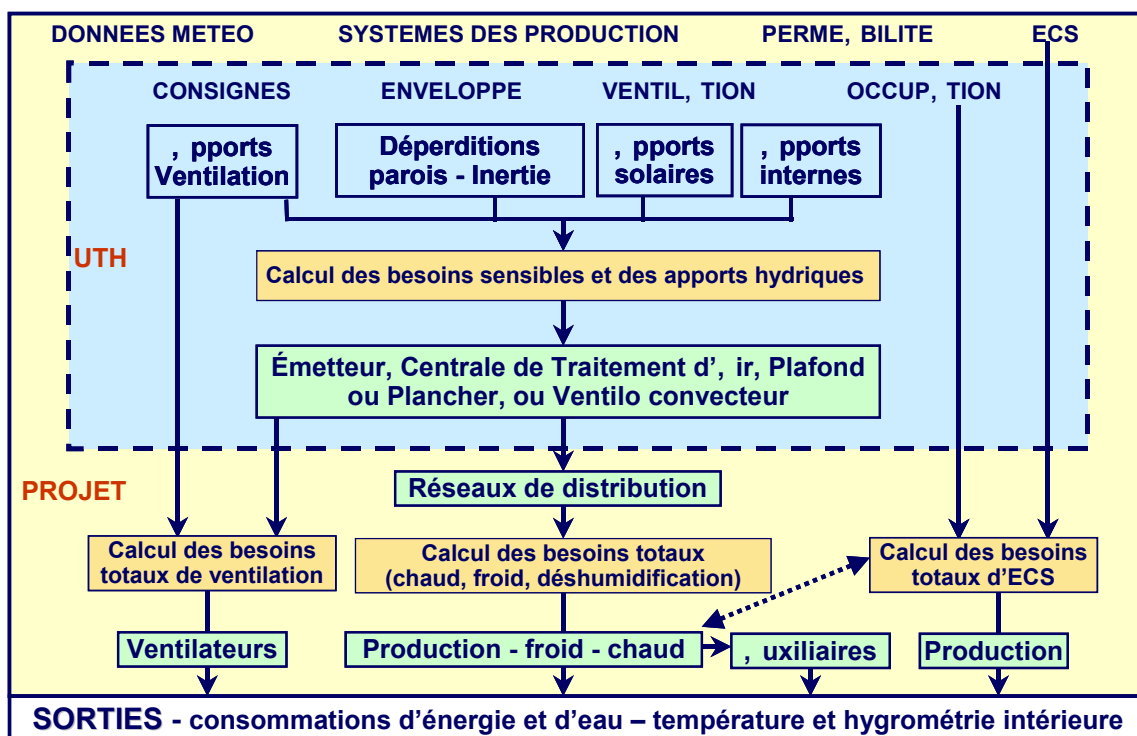 DONNEES METEO SYSTEMES DES PRODUCTION PERME, BILITE ECS
CONSIGNES ENVELOPPE VENTIL, TION OCCUP, TION
, pports
Ventilation
Déperditions
parois - Inertie
, pports
solaires
, pports
internes
UTH
Calcul des besoins sensibles et des apports hydriques
Émetteur, Centrale de Traitement d', ir, Plafond
ou Plancher, ou Ventilo convecteur
PROJET
Réseaux de distribution
Calcul des besoins
totaux de ventilation
Calcul des besoins totaux
(chaud, froid, déshumidification)
Calcul des besoins
totaux d'ECS
Ventilateurs
Production - froid - chaud
, uxiliaires
Production
SORTIES - consommations d'énergie et d'eau – température et hygrométrie intérieure